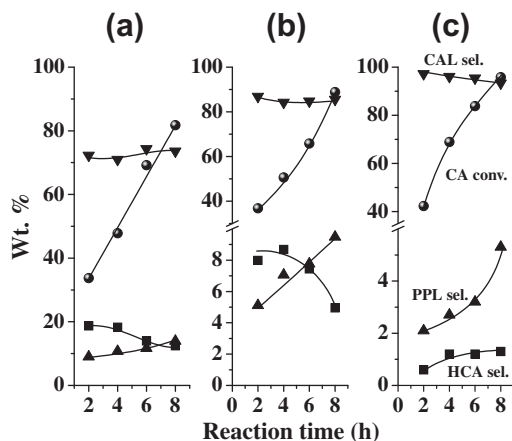 (a) (b) (c)
100 100 100
80 80 80
60 60 60
40 40 40
20 8 6
0 6 4
4 2
2 0
0
CAL sel.
CA conv.
PPL sel.
HCA sel.
Wt. %
2 4 6 8 0 2 4 6 8 0 2 4 6 8
Reaction time (h)